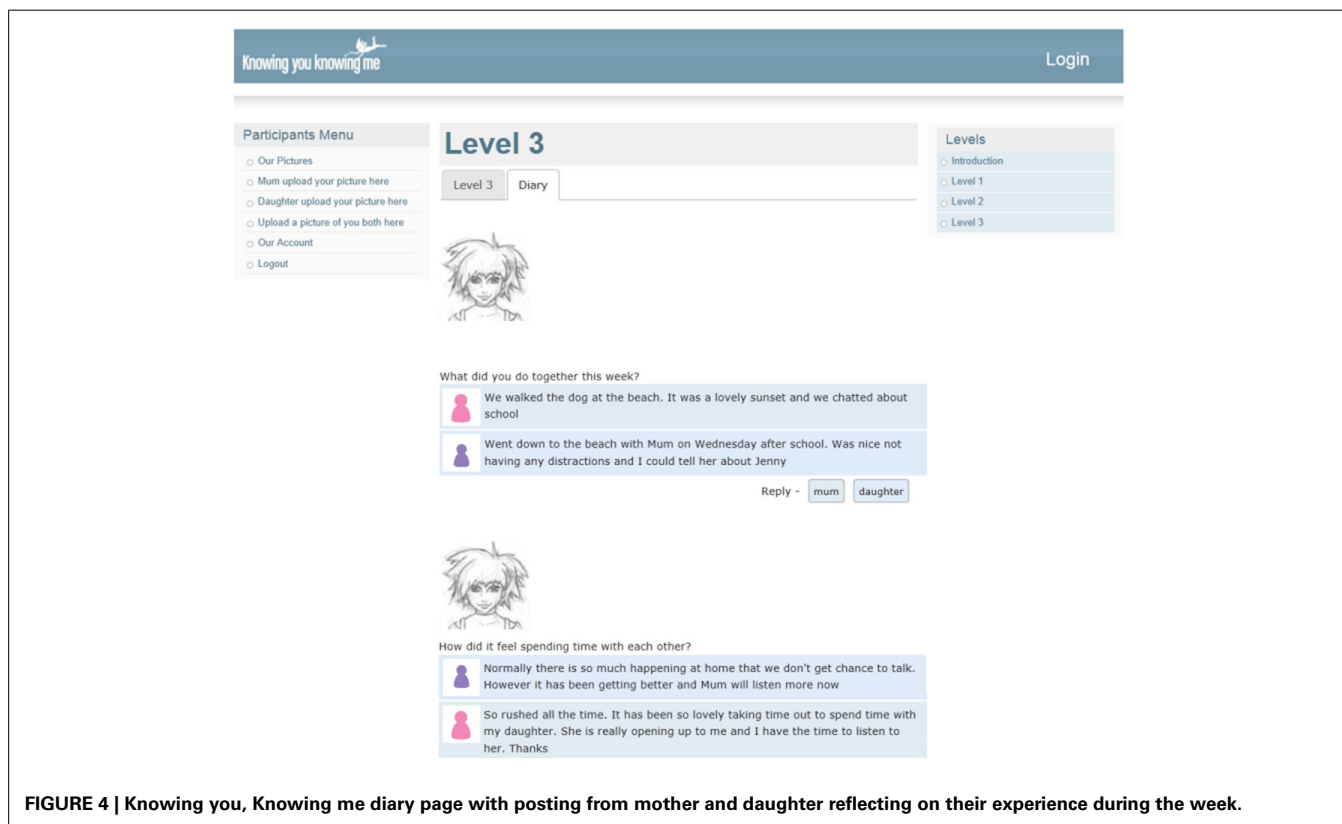 Knowing you knowing me
Login
Participants Menu
Our Pictures
Mum upload your picture here
Daughter upload your picture here
Upload a picture of you both here
Our Account
Logout
Level 3
Level 3
Diary
What did you do together this week?
We walked the dog at the beach. It was a lovely sunset and we chatted about
school
Went down to the beach with Mum on Wednesday after school. Was nice not
having any distractions and I could tell her about Jenny
Reply - mum daughter
How did it feel spending time with each other?
Normally there is so much happening at home that we don't get chance to talk.
However it has been getting better and Mum will listen more now
So rushed all the time. It has been so lovely taking time out to spend time with
my daughter. She is really opening up to me and I have the time to listen to
her. Thanks
Levels
Introduction
Level 1
Level 2
Level 3
FIGURE 4 | Knowing you, Knowing me diary page with posting from mother and daughter reflecting on their experience during the week.